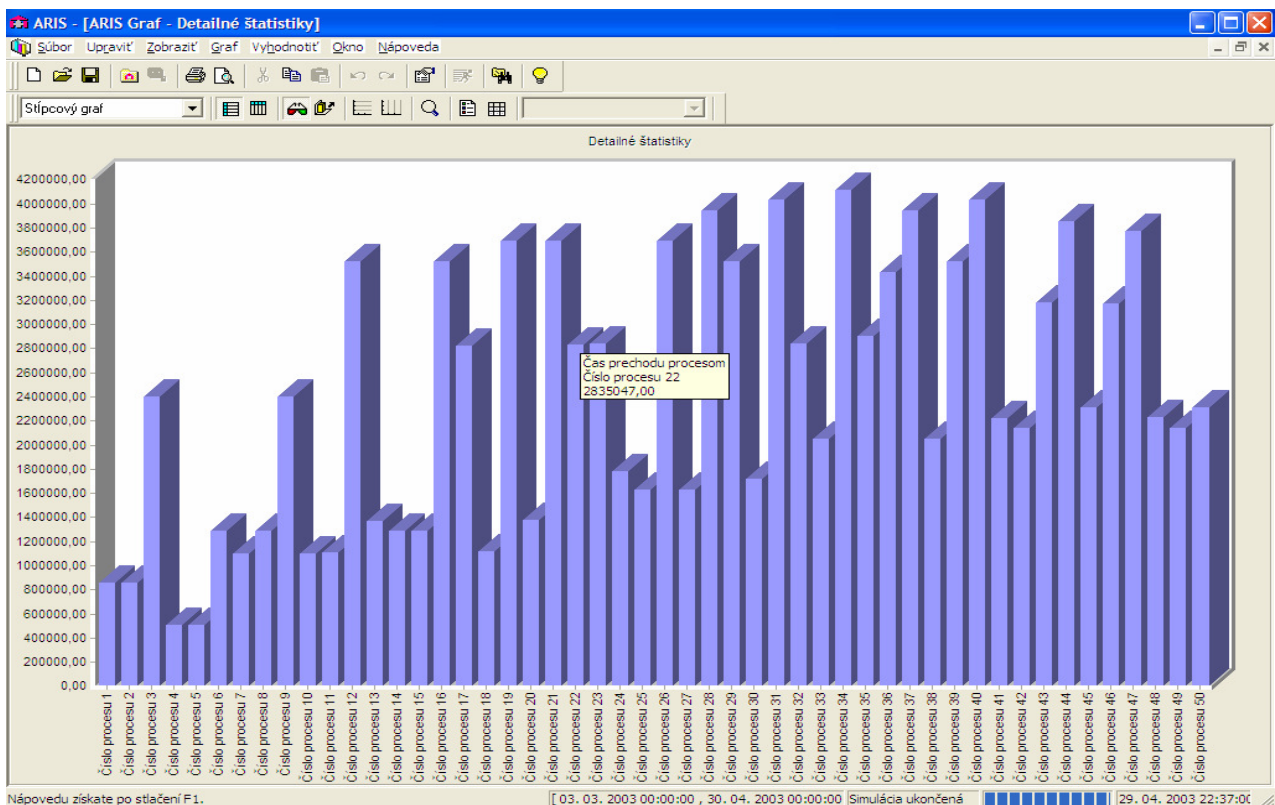 ARIS - [ARIS Graf - Detailné štatistiky]
Súbor Upraviť Zobraziť Graf Vyhodnotiť Okno Nápoveda
Stĺpcový graf
Detailné štatistiky
4200000,00
4000000,00
3800000,00
3600000,00
3400000,00
3200000,00
3000000,00
2800000,00
2600000,00
2400000,00
2200000,00
2000000,00
1800000,00
1600000,00
1400000,00
1200000,00
1000000,00
800000,00
600000,00
400000,00
200000,00
0,00
Čas prechodu procesom
Číslo procesu 22
2835047,00
Číslo procesu 1
Číslo procesu 2
Číslo procesu 3
Číslo procesu 4
Číslo procesu 5
Číslo procesu 6
Číslo procesu 7
Číslo procesu 8
Číslo procesu 9
Číslo procesu 10
Číslo procesu 11
Číslo procesu 12
Číslo procesu 13
Číslo procesu 14
Číslo procesu 15
Číslo procesu 16
Číslo procesu 17
Číslo procesu 18
Číslo procesu 19
Číslo procesu 20
Číslo procesu 21
Číslo procesu 22
Číslo procesu 23
Číslo procesu 24
Číslo procesu 25
Číslo procesu 26
Číslo procesu 27
Číslo procesu 28
Číslo procesu 29
Číslo procesu 30
Číslo procesu 31
Číslo procesu 32
Číslo procesu 33
Číslo procesu 34
Číslo procesu 35
Číslo procesu 36
Číslo procesu 37
Číslo procesu 38
Číslo procesu 39
Číslo procesu 40
Číslo procesu 41
Číslo procesu 42
Číslo procesu 43
Číslo procesu 44
Číslo procesu 45
Číslo procesu 46
Číslo procesu 47
Číslo procesu 48
Číslo procesu 49
Číslo procesu 50
Nápovedu získate po stlačení F1. [ 03. 03. 2003 00:00:00 , 30. 04. 2003 00:00:00 Simulácia ukončená 29. 04. 2003 22:37:00